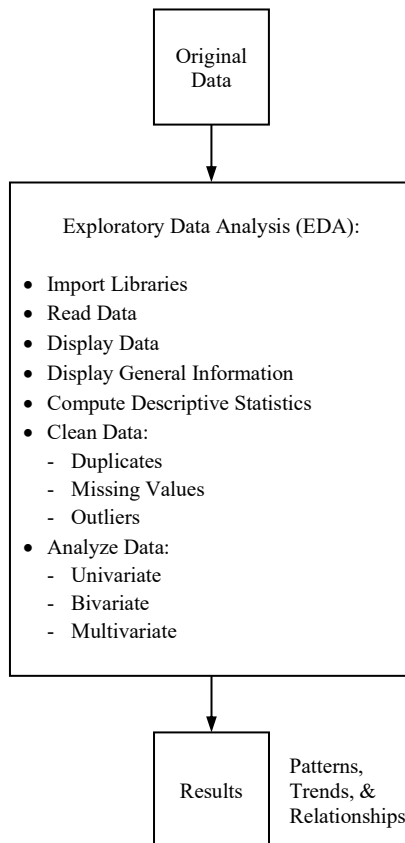 Original
Data
Exploratory Data Analysis (EDA):
• Import Libraries
• Read Data
• Display Data
• Display General Information
• Compute Descriptive Statistics
• Clean Data:
- Duplicates
- Missing Values
- Outliers
• Analyze Data:
- Univariate
- Bivariate
- Multivariate
Results
Patterns,
Trends, &
Relationships